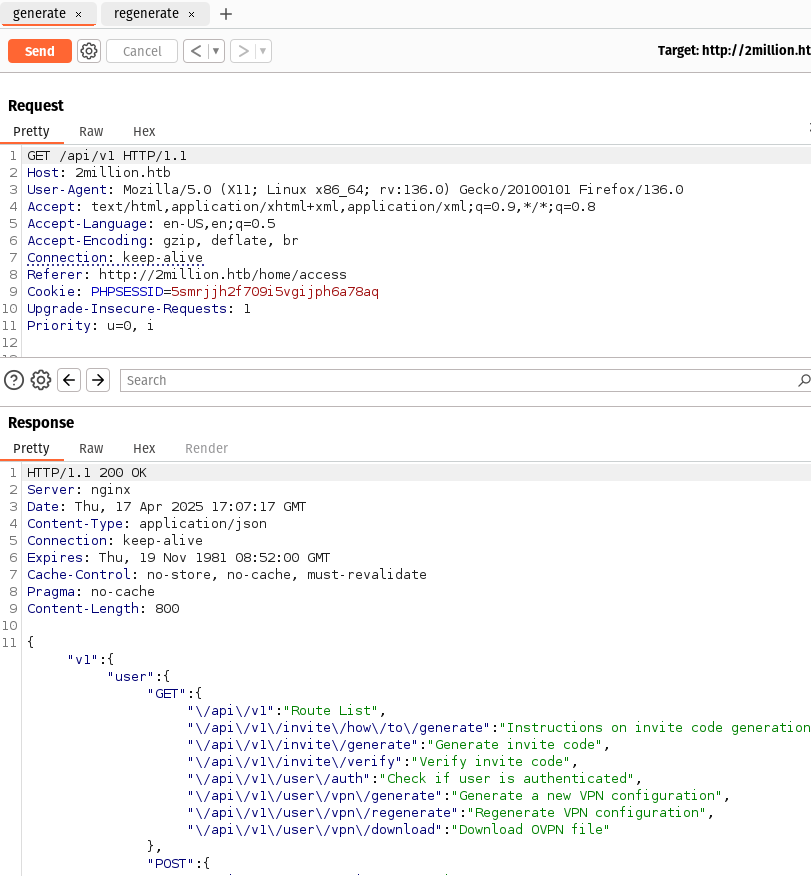 generate × regenerate × +
Send Cancel < ▾ > ▾ Target: http://2million.ht
Request
Pretty Raw Hex
1 GET /api/v1 HTTP/1.1
2 Host: 2million.htb
3 User-Agent: Mozilla/5.0 (X11; Linux x86_64; rv:136.0) Gecko/20100101 Firefox/136.0
4 Accept: text/html,application/xhtml+xml,application/xml;q=0.9,*/*;q=0.8
5 Accept-Language: en-US,en;q=0.5
6 Accept-Encoding: gzip, deflate, br
7 Connection: keep-alive
8 Referer: http://2million.htb/home/access
9 Cookie: PHPSESSID=5smrjjh2f709i5vgijph6a78aq
10 Upgrade-Insecure-Requests: 1
11 Priority: u=0, i
12
? Search
Response
Pretty Raw Hex Render
1 HTTP/1.1 200 OK
2 Server: nginx
3 Date: Thu, 17 Apr 2025 17:07:17 GMT
4 Content-Type: application/json
5 Connection: keep-alive
6 Expires: Thu, 19 Nov 1981 08:52:00 GMT
7 Cache-Control: no-store, no-cache, must-revalidate
8 Pragma: no-cache
9 Content-Length: 800
10
11 {
"v1":{
"user":{
"GET":{
"\/api\/v1":"Route List",
"\/api\/v1\/invite\/how\/to\/generate":"Instructions on invite code generation
"\/api\/v1\/invite\/generate":"Generate invite code",
"\/api\/v1\/invite\/verify":"Verify invite code",
"\/api\/v1\/user\/auth":"Check if user is authenticated",
"\/api\/v1\/user\/vpn\/generate":"Generate a new VPN configuration",
"\/api\/v1\/user\/vpn\/regenerate":"Regenerate VPN configuration",
"\/api\/v1\/user\/vpn\/download":"Download OVPN file"
},
"POST":{